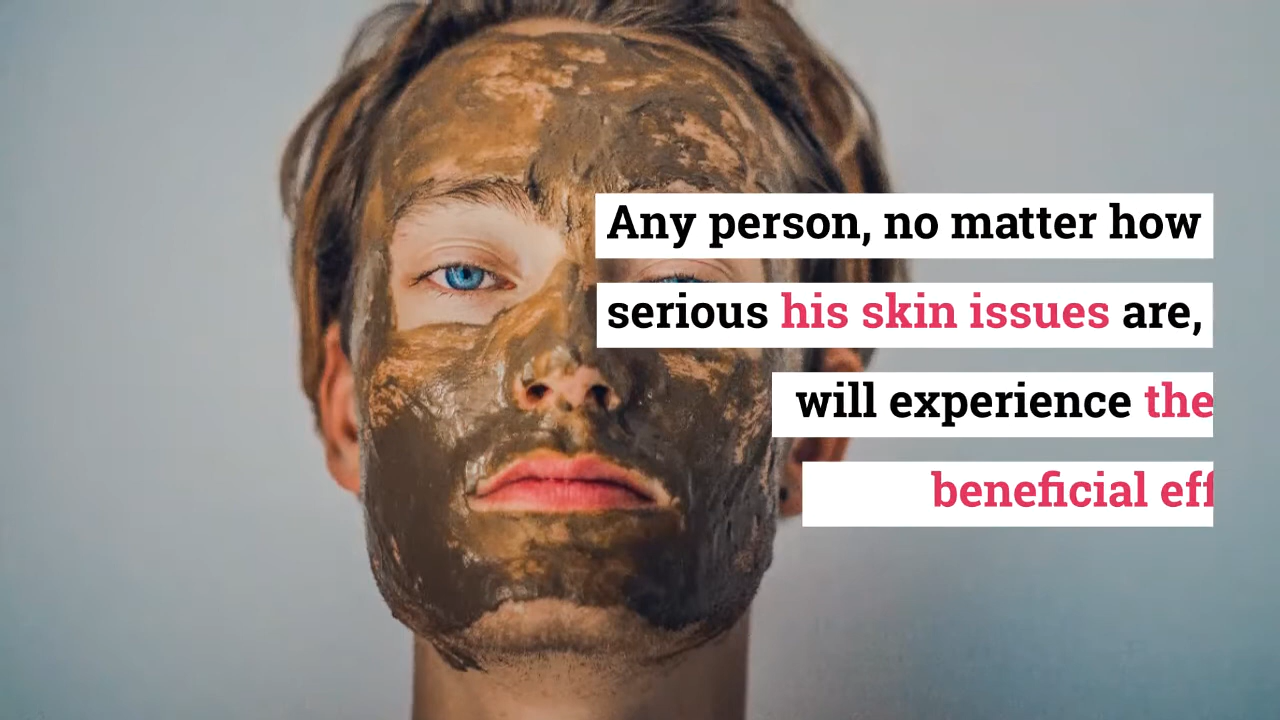 Any person, no matter how
serious his skin issues are,
will experience the
beneficial eff